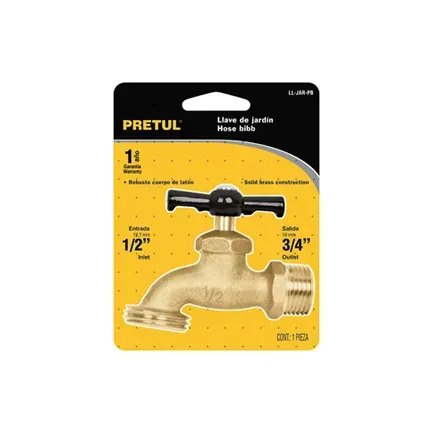 LL-JAR-PB
PRETUL®
Llave de jardín
Hose bibb
1 año
Garantía
Warranty
• Robusto cuerpo de latón
• Solid brass construction
Entrada
12.7 mm
1/2”
Inlet
Salida
19 mm
3/4”
Outlet
1/2
CONT.: 1 PIEZA